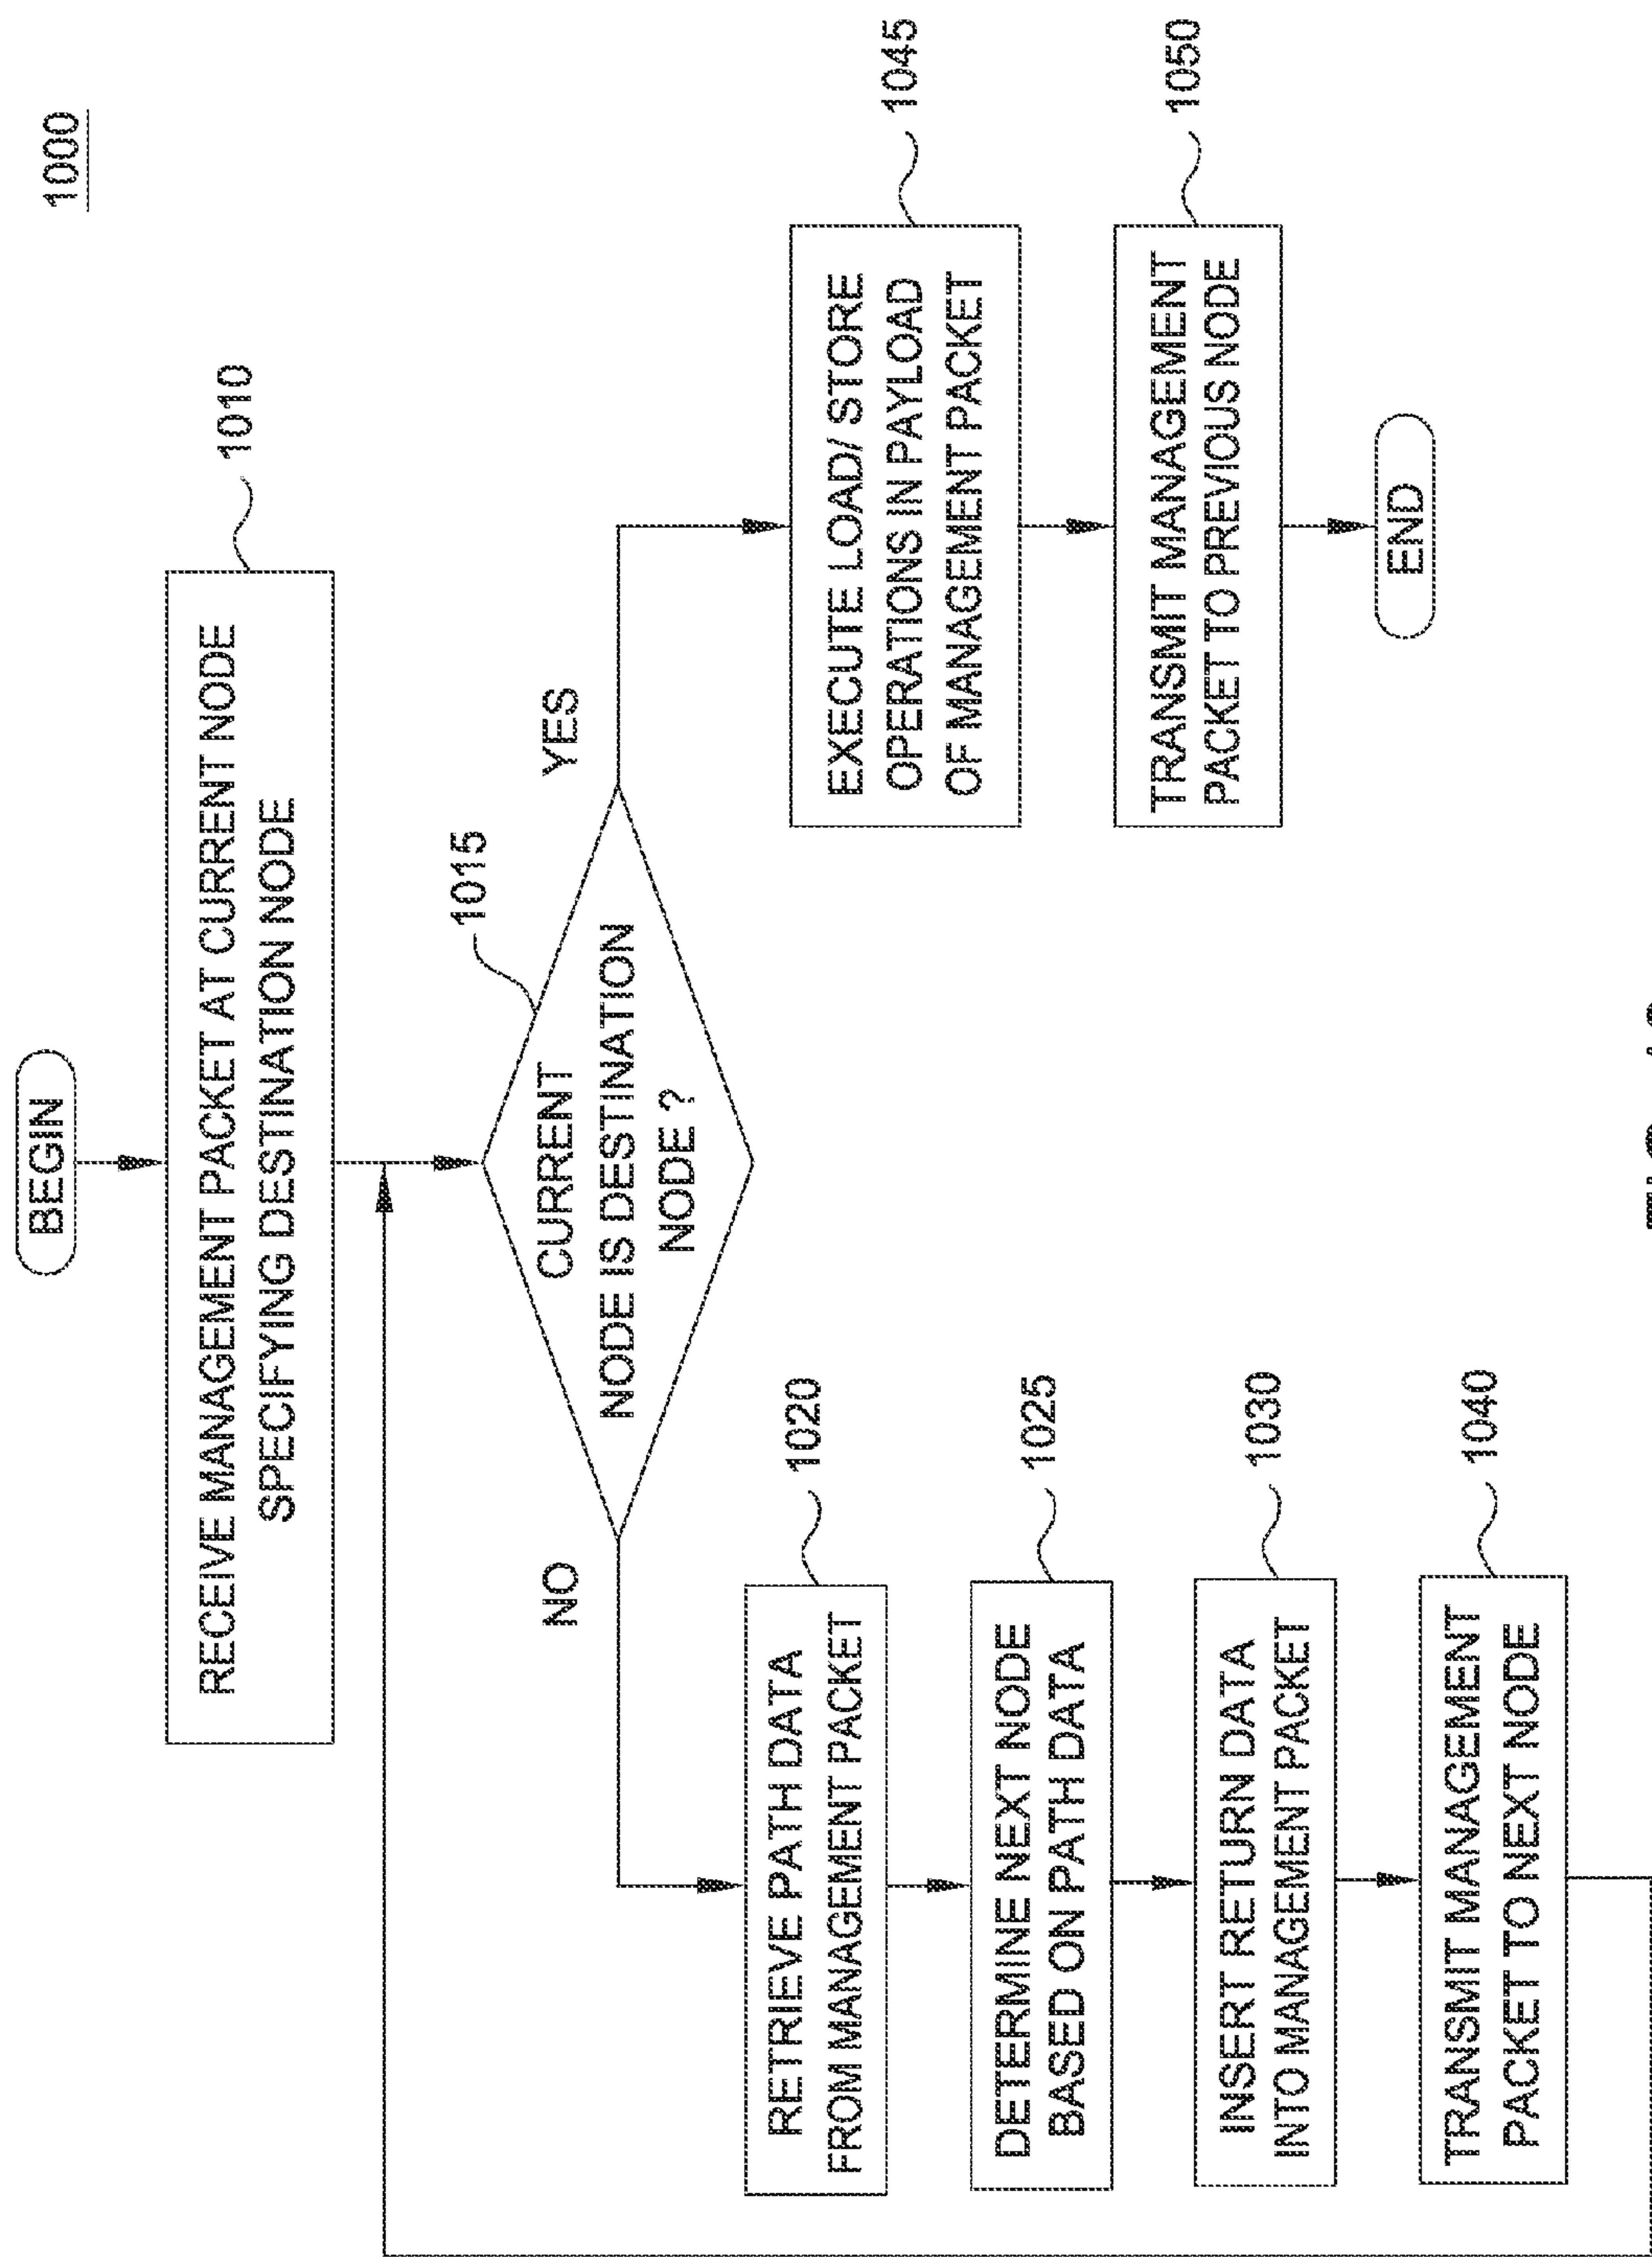 1000
BEGIN
RECEIVE MANAGEMENT PACKET AT CURRENT NODE
SPECIFYING DESTINATION NODE
1010
CURRENT
NODE IS DESTINATION
NODE ?
1015
NO
YES
RETRIEVE PATH DATA
FROM MANAGEMENT PACKET
1020
DETERMINE NEXT NODE
BASED ON PATH DATA
1025
INSERT RETURN DATA
INTO MANAGEMENT PACKET
1030
TRANSMIT MANAGEMENT
PACKET TO NEXT NODE
1040
EXECUTE LOAD/ STORE
OPERATIONS IN PAYLOAD
OF MANAGEMENT PACKET
1045
TRANSMIT MANAGEMENT
PACKET TO PREVIOUS NODE
1050
END